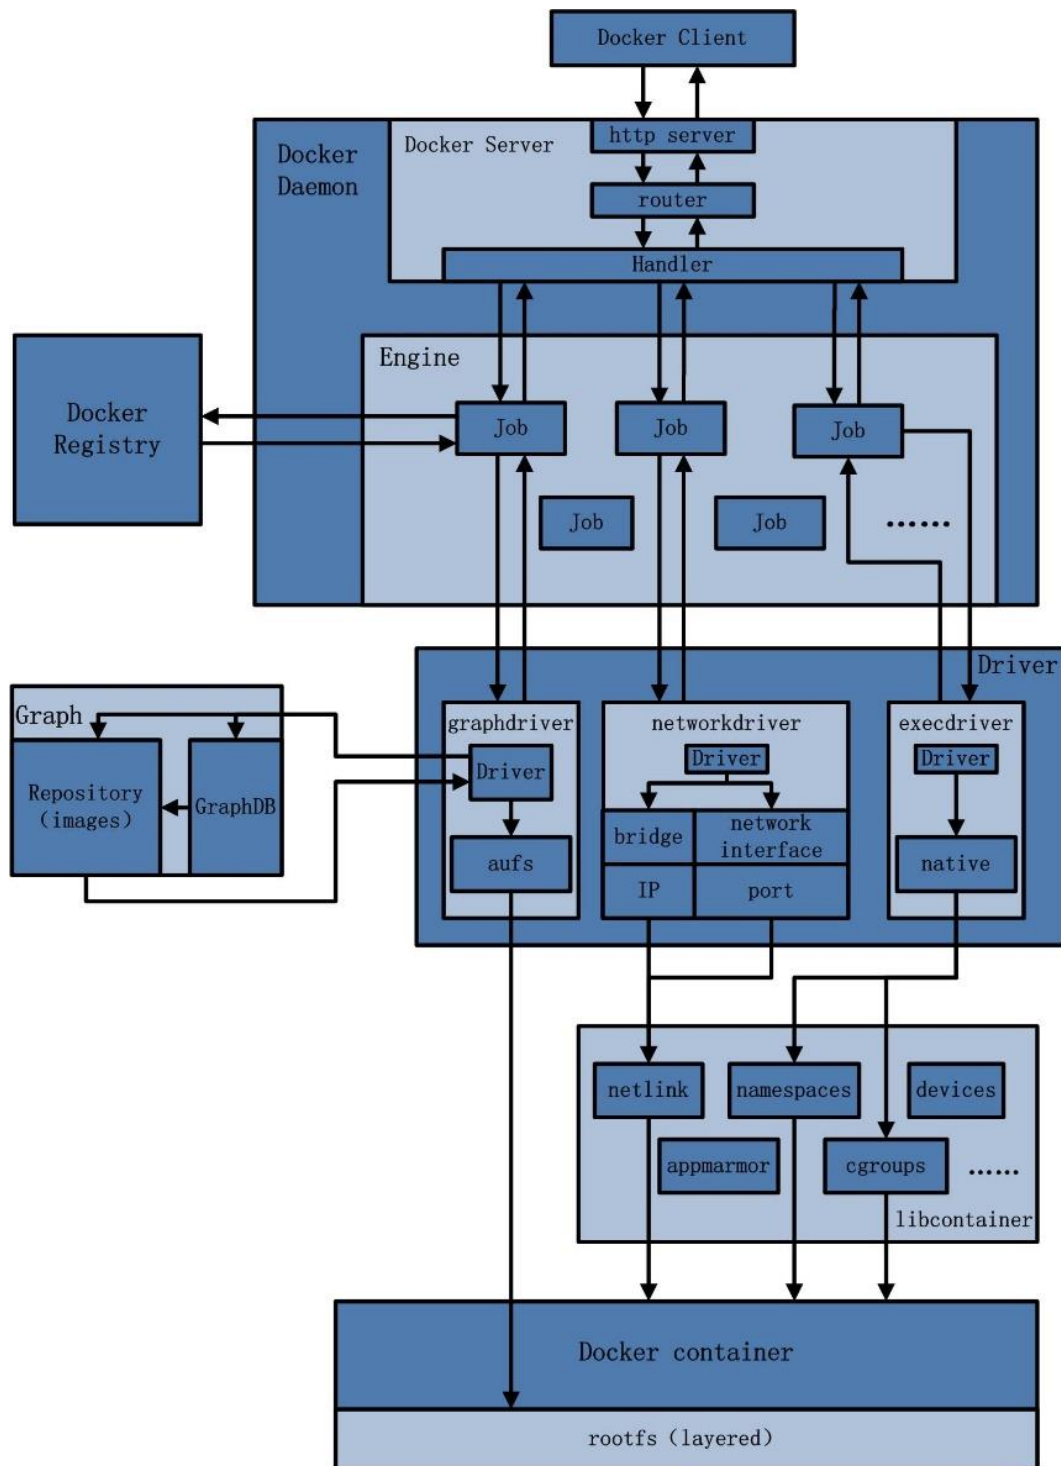 Docker Client
http server
Docker Server
Docker
Daemon
router
Handler
Engine
Docker
Registry
Job
Job
Job
Job
Job
......
Driver
Graph
graphdriver
networkdriver
execdriver
Driver
Driver
Driver
Repository
(images)
GraphDB
bridge
network
interface
aufs
native
IP
port
netlink
namespaces
devices
appmarmor
cgroups
......
libcontainer
Docker container
rootfs (layered)